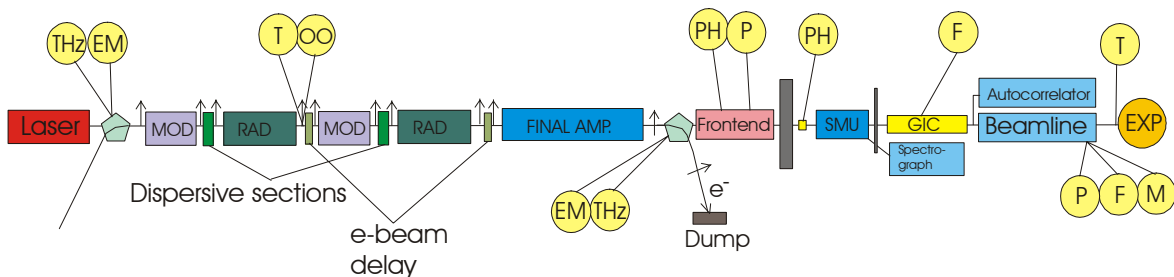 THz EM
T OO
PH P
PH
F
T
Laser
MOD
RAD
MOD
RAD
FINAL AMP.
Frontend
SMU
GIC
Autocorrelator
Beamline
EXP
Spectro-
graph
Dispersive sections
e-beam
delay
EM THz
e-
Dump
P F M